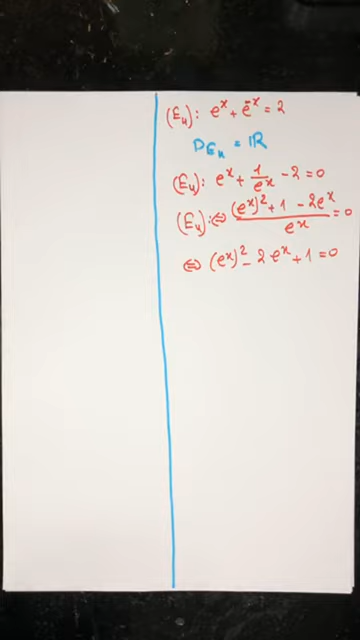 (E₄): eˣ + e⁻ˣ = 2
D_E₄ = ℝ
(E₄): eˣ + 1/eˣ - 2 = 0
(E₄): ⇔ ((eˣ)² + 1 - 2eˣ)/eˣ = 0
⇔ (eˣ)² - 2eˣ + 1 = 0